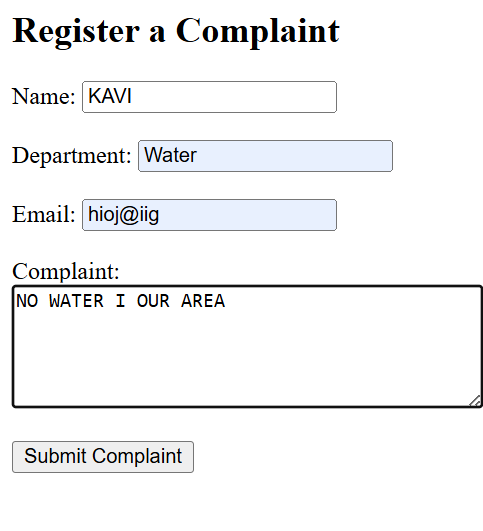 Register a Complaint
Name: KAVI
Department: Water
Email: hioj@iig
Complaint:
NO WATER I OUR AREA
Submit Complaint